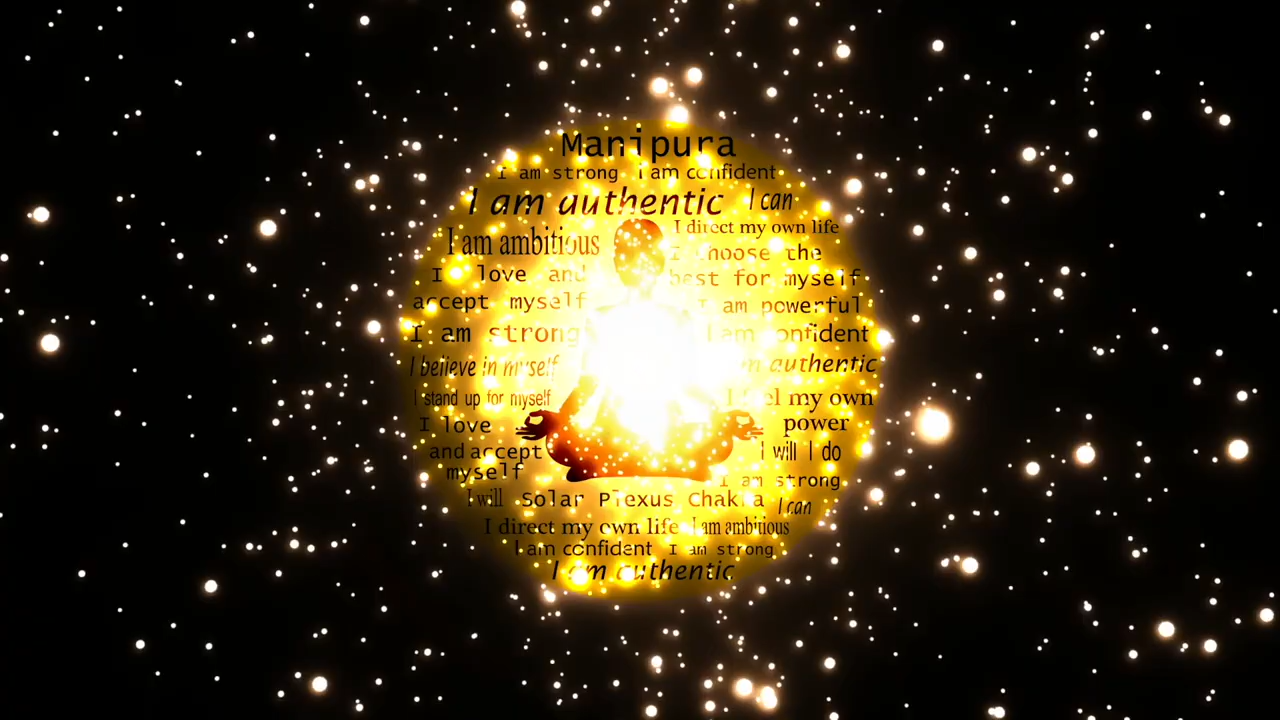 Manipura
I am strong I am confident
I am authentic I can
I direct my own life
I am ambitious
I choose the
I love and best for myself
accept myself I am powerful
I am strong I am confident
I believe in myself am authentic
I stand up for myself I feel my own
I love power
and accept I will I do
myself I am strong
I will Solar Plexus Chakra I can
I direct my own life I am ambitious
I am confident I am strong
I am authentic